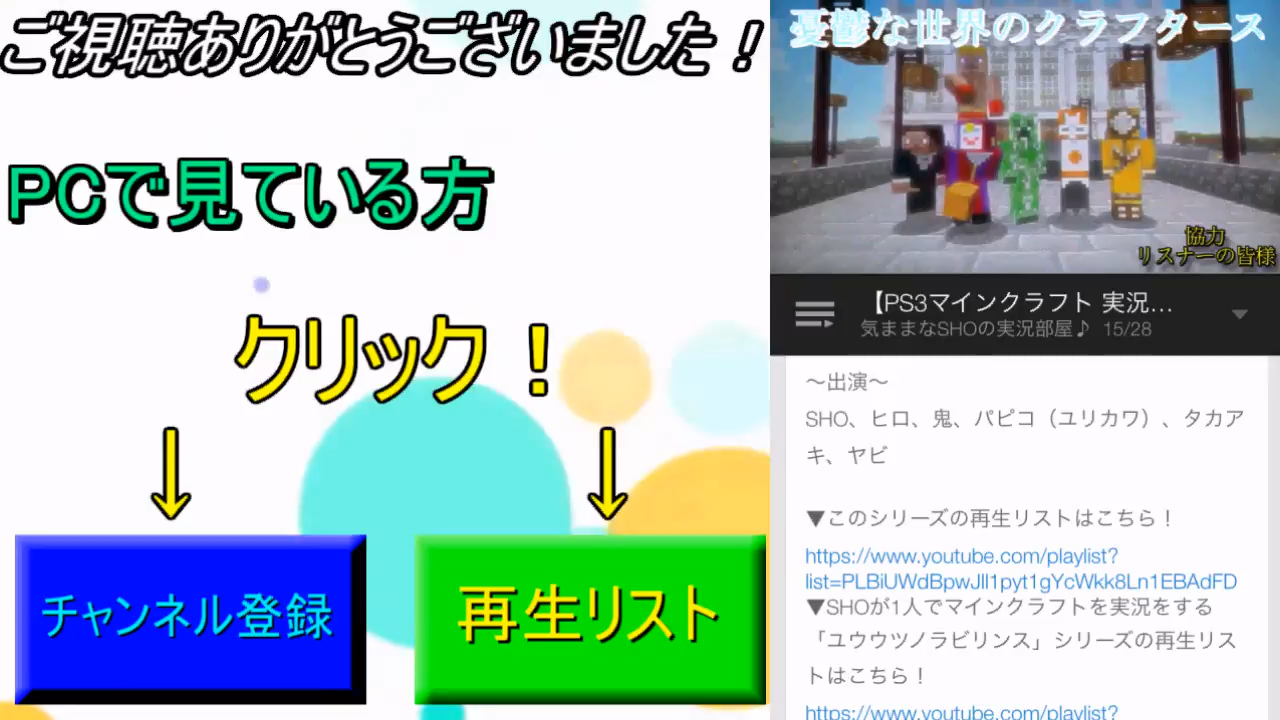 ご視聴ありがとうございました！
PCで見ている方
クリック！
↓ ↓
チャンネル登録
再生リスト
憂鬱な世界のクラフタース
協力
リスナーの皆様
【PS3マインクラフト 実況...
気ままなSHOの実況部屋♪ 15/28
～出演～
SHO、ヒロ、鬼、パピコ（ユリカワ）、タカア
キ、ヤビ
▼このシリーズの再生リストはこちら！
https://www.youtube.com/playlist?
list=PLBiUWdBpwJll1pyt1gYcWkk8Ln1EBAdFD
▼SHOが1人でマインクラフトを実況をする
「ユウウツノラビリンス」シリーズの再生リス
トはこちら！
https://www.youtube.com/playlist?